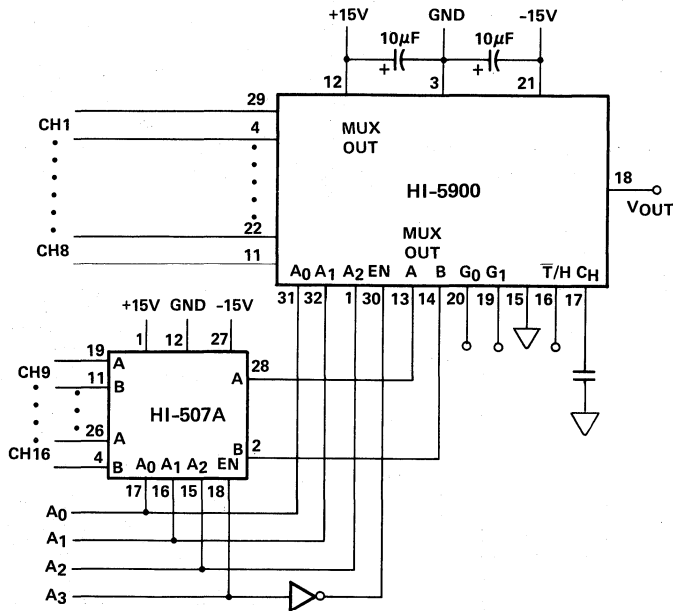 +15V GND –15V
10μF 10μF
+ +
12 3 21
29
CH1 4
MUX
OUT
HI-5900
18
VOUT
22
MUX
OUT
CH8 11
A0 A1 A2 EN A B G0 G1 T̅/H CH
31 32 1 30 13 14 20 19 15 16 17
+15V GND –15V
1 12 27
19 A
28
CH9
11 B
A
HI-507A
26 A
CH16
B 2
4 B
A0 A1 A2 EN
17 16 15 18
A0
A1
A2
A3